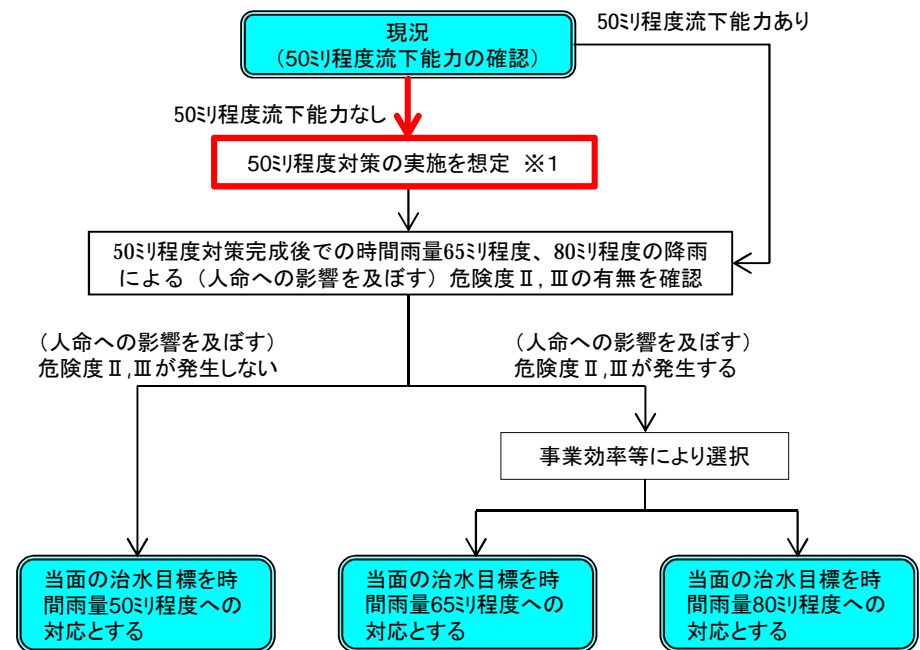 現況
(50ミリ程度流下能力の確認)
50ミリ程度流下能力あり
50ミリ程度流下能力なし
50ミリ程度対策の実施を想定 ※1
50ミリ程度対策完成後での時間雨量65ミリ程度、80ミリ程度の降雨
による(人命への影響を及ぼす)危険度Ⅱ,Ⅲの有無を確認
(人命への影響を及ぼす)
危険度Ⅱ,Ⅲが発生しない
(人命への影響を及ぼす)
危険度Ⅱ,Ⅲが発生する
事業効率等により選択
当面の治水目標を時
間雨量50ミリ程度への
対応とする
当面の治水目標を時
間雨量65ミリ程度への
対応とする
当面の治水目標を時
間雨量80ミリ程度への
対応とする